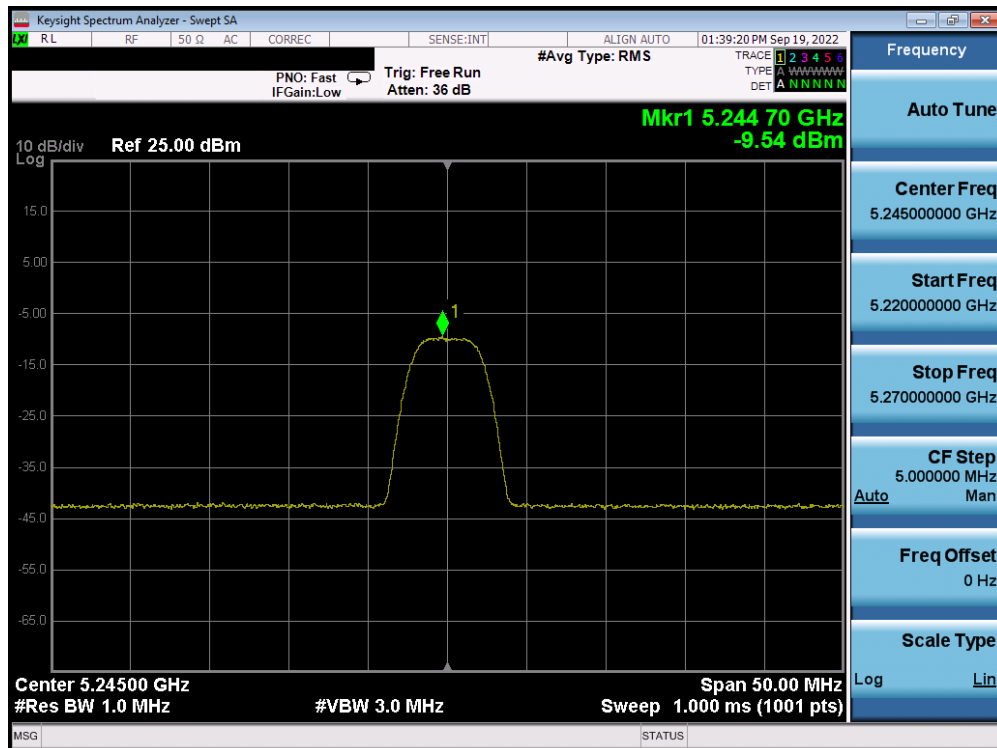 Keysight Spectrum Analyzer - Swept SA
LXI RL RF 50 Ω AC CORREC SENSE:INT ALIGN AUTO 01:39:20 PM Sep 19, 2022
#Avg Type: RMS
TRACE 1 2 3 4 5 6
PNO: Fast Trig: Free Run
TYPE A WWWWW
IFGain:Low Atten: 36 dB
DET A N N N N N
Mkr1 5.244 70 GHz
-9.54 dBm
10 dB/div Ref 25.00 dBm
Log
15.0
5.00
-5.00
-15.0
-25.0
-35.0
-45.0
-55.0
-65.0
1
Center 5.24500 GHz Span 50.00 MHz
#Res BW 1.0 MHz #VBW 3.0 MHz Sweep 1.000 ms (1001 pts)
MSG STATUS
Frequency
Auto Tune
Center Freq
5.245000000 GHz
Start Freq
5.220000000 GHz
Stop Freq
5.270000000 GHz
CF Step
5.000000 MHz
Auto Man
Freq Offset
0 Hz
Scale Type
Log Lin